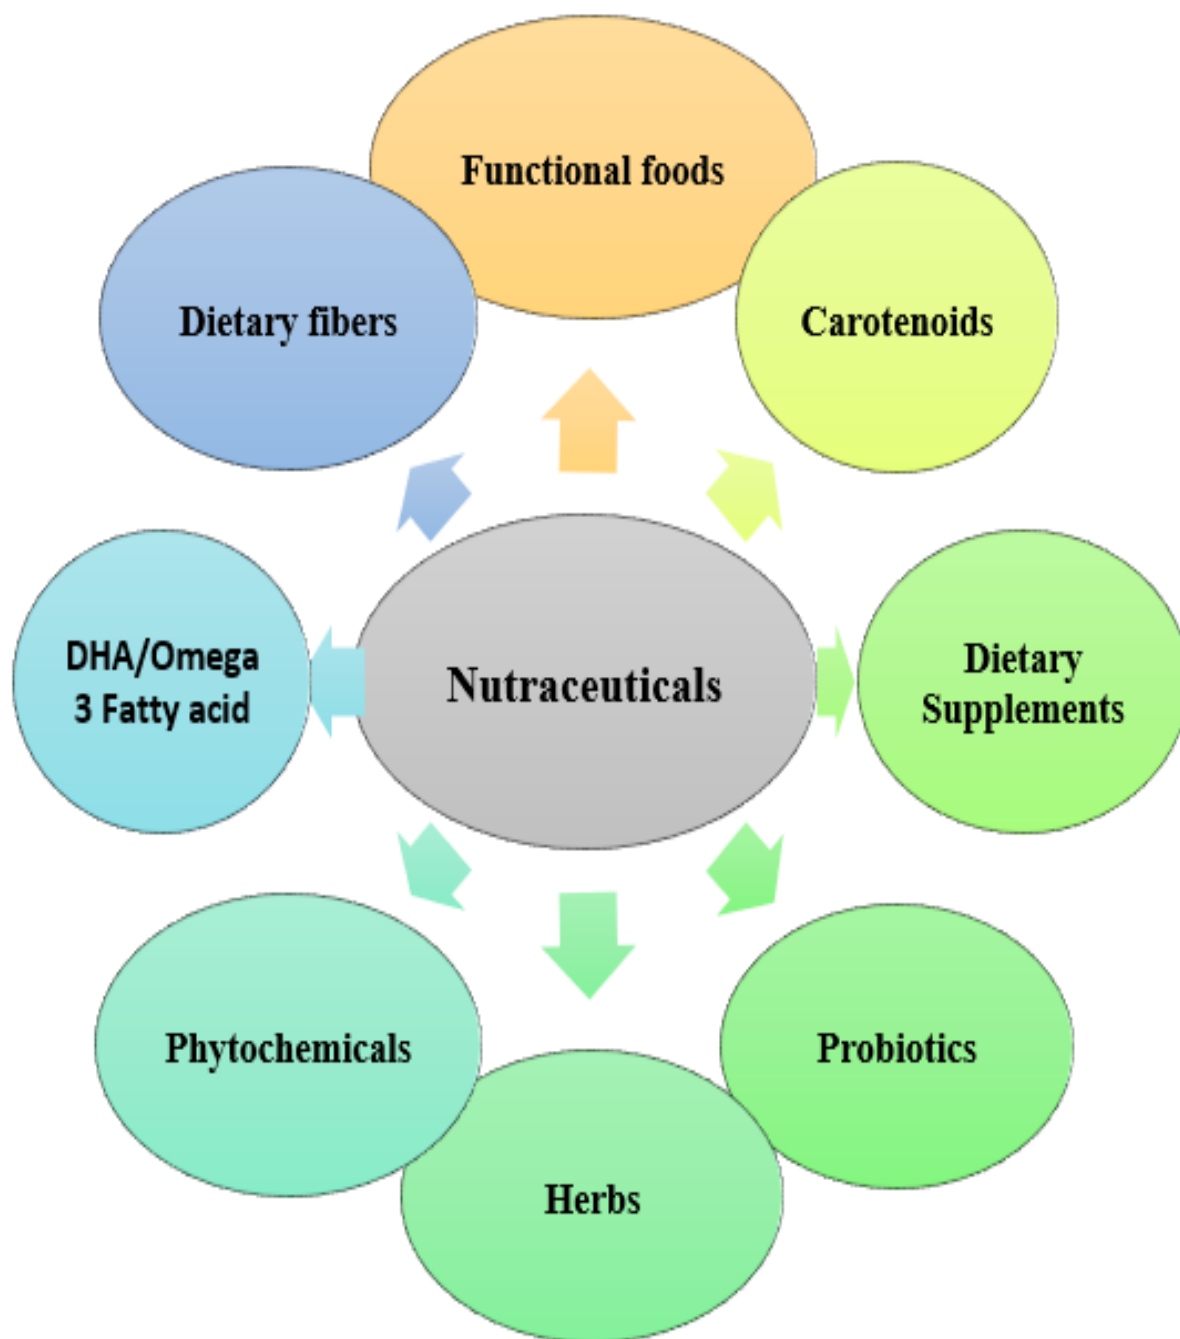 Functional foods
Dietary fibers
Carotenoids
DHA/Omega
3 Fatty acid
Nutraceuticals
Dietary
Supplements
Phytochemicals
Probiotics
Herbs